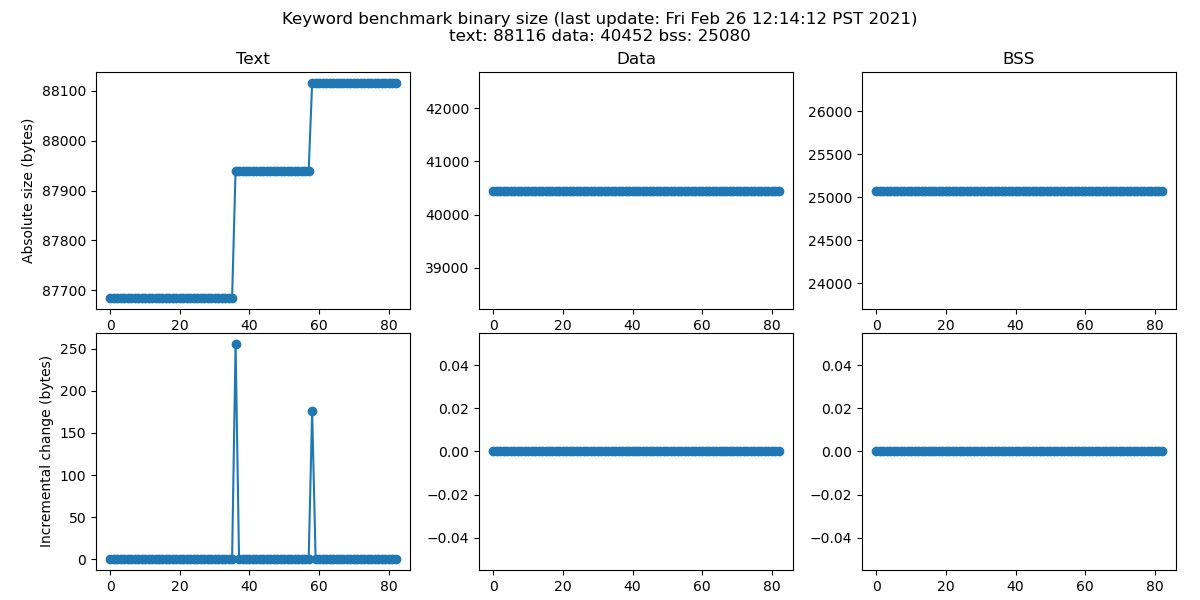 Keyword benchmark binary size (last update: Fri Feb 26 12:14:12 PST 2021)
text: 88116 data: 40452 bss: 25080
Text
Data
BSS
Absolute size (bytes)
88100
88000
87900
87800
87700
0 20 40 60 80
42000
41000
40000
39000
0 20 40 60 80
26000
25500
25000
24500
24000
0 20 40 60 80
Incremental change (bytes)
250
200
150
100
50
0
0 20 40 60 80
0.04
0.02
0.00
−0.02
−0.04
0 20 40 60 80
0.04
0.02
0.00
−0.02
−0.04
0 20 40 60 80